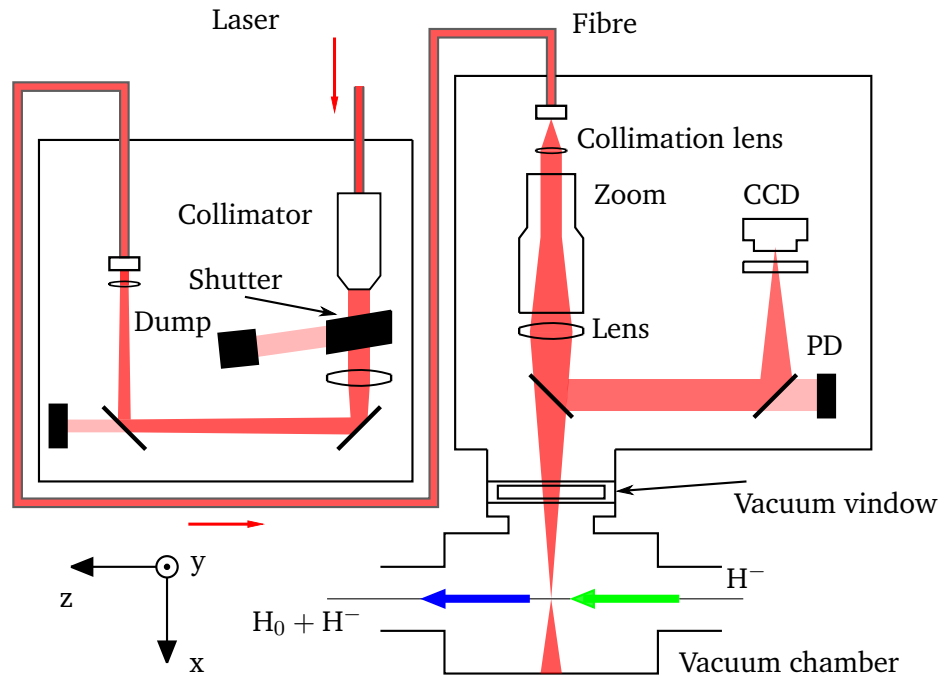 Laser
Fibre
Collimation lens
Collimator
Zoom
CCD
Shutter
Dump
Lens
PD
Vacuum vindow
y
z
x
H⁻
H₀ + H⁻
Vacuum chamber